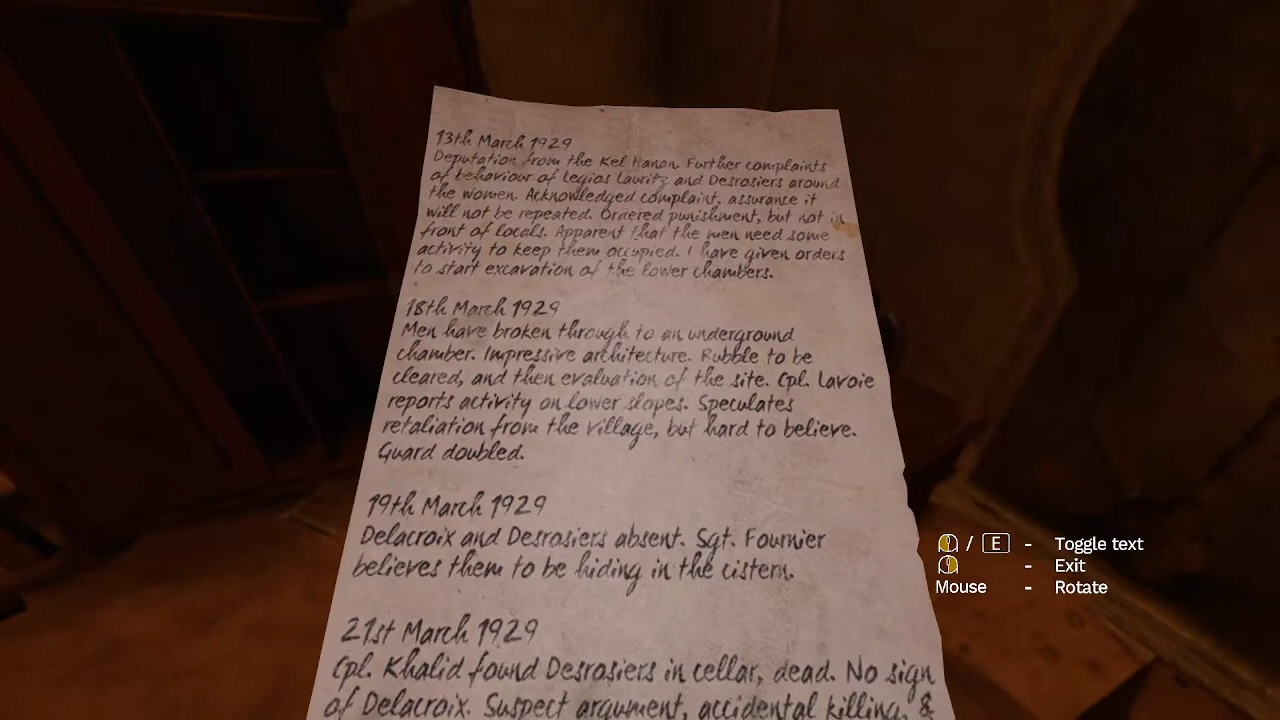 13th March 1929
Deputation from the Kel Hanan. Further complaints
of behaviour of Legios Lauritz and Desrosiers around
the women. Acknowledged complaint, assurance it
will not be repeated. Ordered punishment, but not in
front of locals. Apparent that the men need some
activity to keep them occupied. I have given orders
to start excavation of the lower chambers.
18th March 1929
Men have broken through to an underground
chamber. Impressive architecture. Rubble to be
cleared, and then evaluation of the site. Cpl. Lavoie
reports activity on lower slopes. Speculates
retaliation from the village, but hard to believe.
Guard doubled.
19th March 1929
Delacroix and Desrosiers absent. Sgt. Fournier
believes them to be hiding in the cistern.
21st March 1929
Cpl. Khalid found Desrosiers in cellar, dead. No sign
of Delacroix. Suspect argument, accidental killing, &
/ E - Toggle text
- Exit
Mouse - Rotate